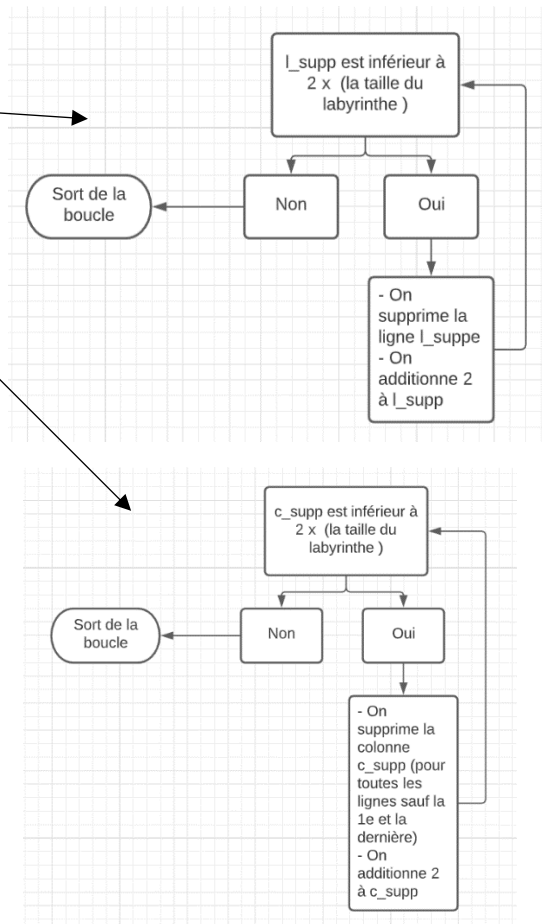 l_supp est inférieur à
2 x (la taille du
labyrinthe )
Sort de la
boucle
Non
Oui
- On
supprime la
ligne l_suppe
- On
additionne 2
à l_supp
c_supp est inférieur à
2 x (la taille du
labyrinthe )
Sort de la
boucle
Non
Oui
- On
supprime la
colonne
c_supp (pour
toutes les
lignes sauf la
1e et la
dernière)
- On
additionne 2
à c_supp